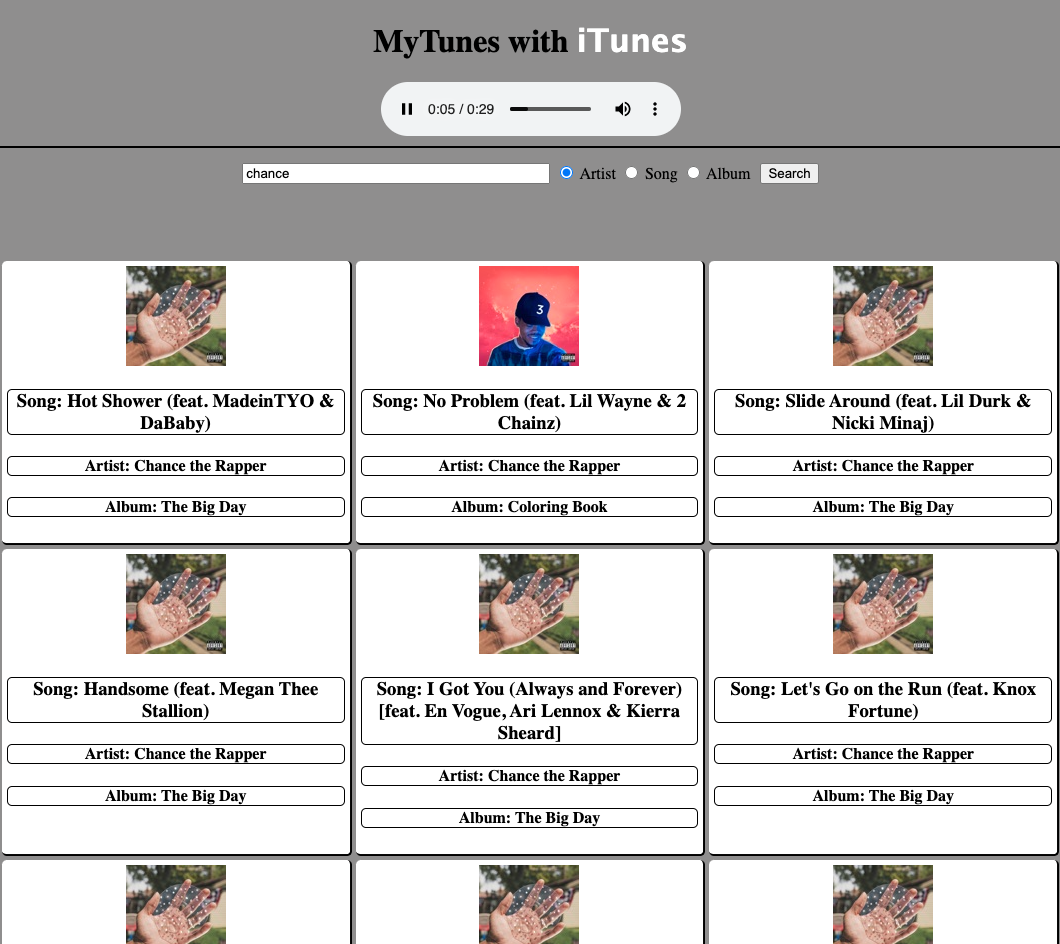 MyTunes with iTunes
0:05 / 0:29
chance Artist Song Album Search
3
Song: Hot Shower (feat. MadeinTYO &
DaBaby)
Artist: Chance the Rapper
Album: The Big Day
Song: No Problem (feat. Lil Wayne & 2
Chainz)
Artist: Chance the Rapper
Album: Coloring Book
Song: Slide Around (feat. Lil Durk &
Nicki Minaj)
Artist: Chance the Rapper
Album: The Big Day
Song: Handsome (feat. Megan Thee
Stallion)
Artist: Chance the Rapper
Album: The Big Day
Song: I Got You (Always and Forever)
[feat. En Vogue, Ari Lennox & Kierra
Sheard]
Artist: Chance the Rapper
Album: The Big Day
Song: Let's Go on the Run (feat. Knox
Fortune)
Artist: Chance the Rapper
Album: The Big Day